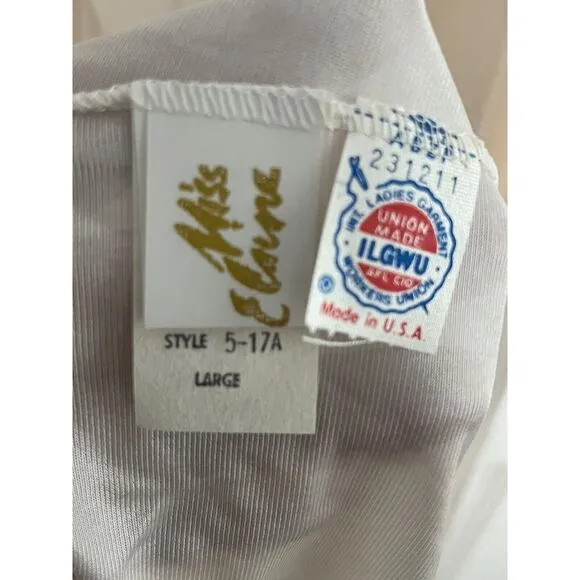 Miss
Elaine
STYLE 5-17A
LARGE
231211
INT. LADIES GARMENT
UNION
MADE
ILGWU
AFL CIO
WORKERS UNION
®
Made in U.S.A.